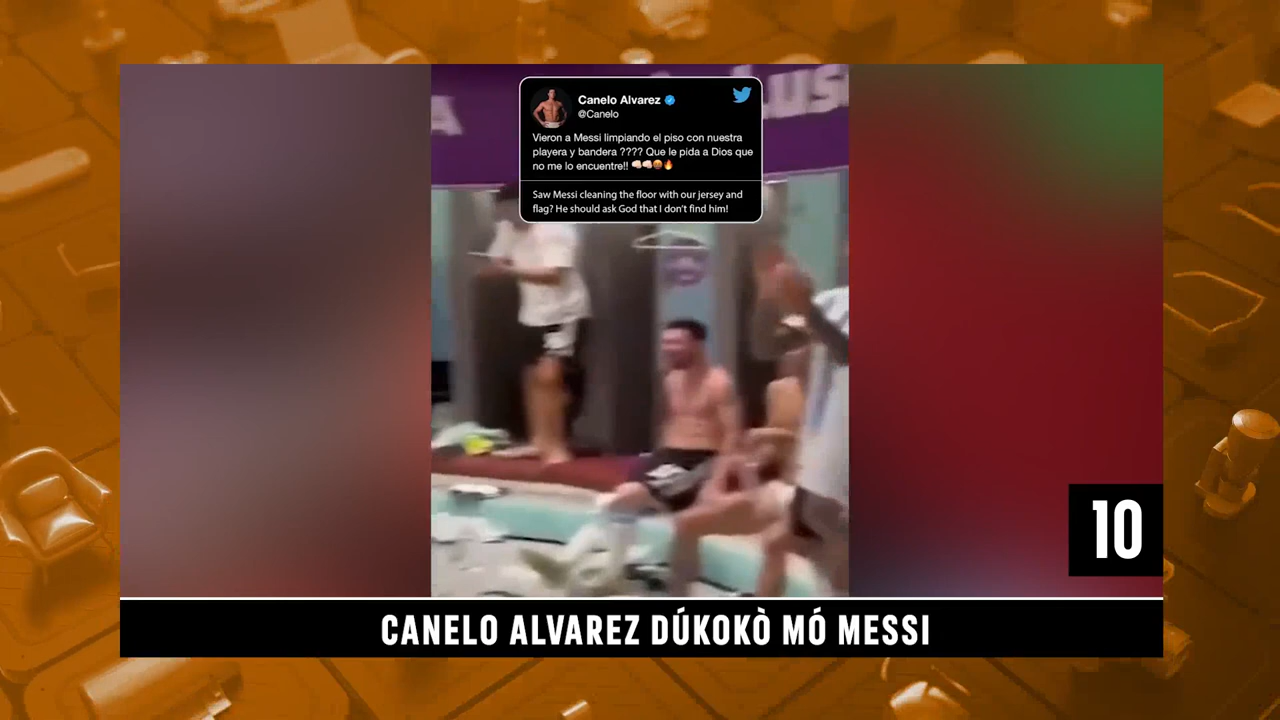 A
LUSA
Canelo Alvarez
@Canelo
Vieron a Messi limpiando el piso con nuestra
playera y bandera ???? Que le pida a Dios que
no me lo encuentre!! 👊🏻👊🏻🤬🔥
Saw Messi cleaning the floor with our jersey and
flag? He should ask God that I don't find him!
10
CANELO ALVAREZ DÚKOKÒ MÓ MESSI